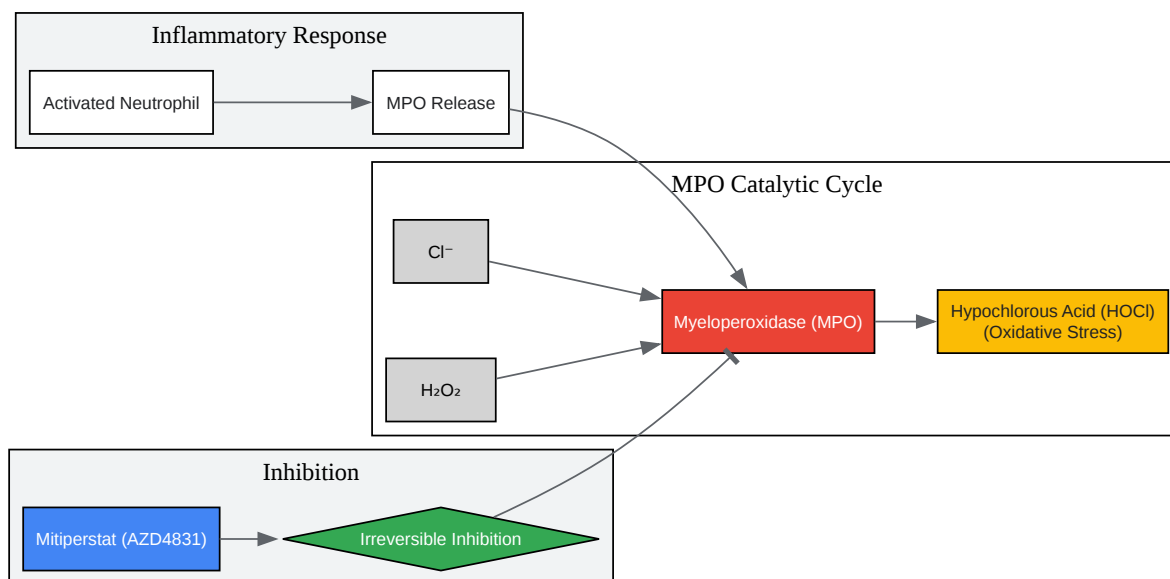 Inflammatory Response
Activated Neutrophil
MPO Release
MPO Catalytic Cycle
Cl⁻
Myeloperoxidase (MPO)
Hypochlorous Acid (HOCl)
(Oxidative Stress)
H₂O₂
Inhibition
Mitiperstat (AZD4831)
Irreversible Inhibition